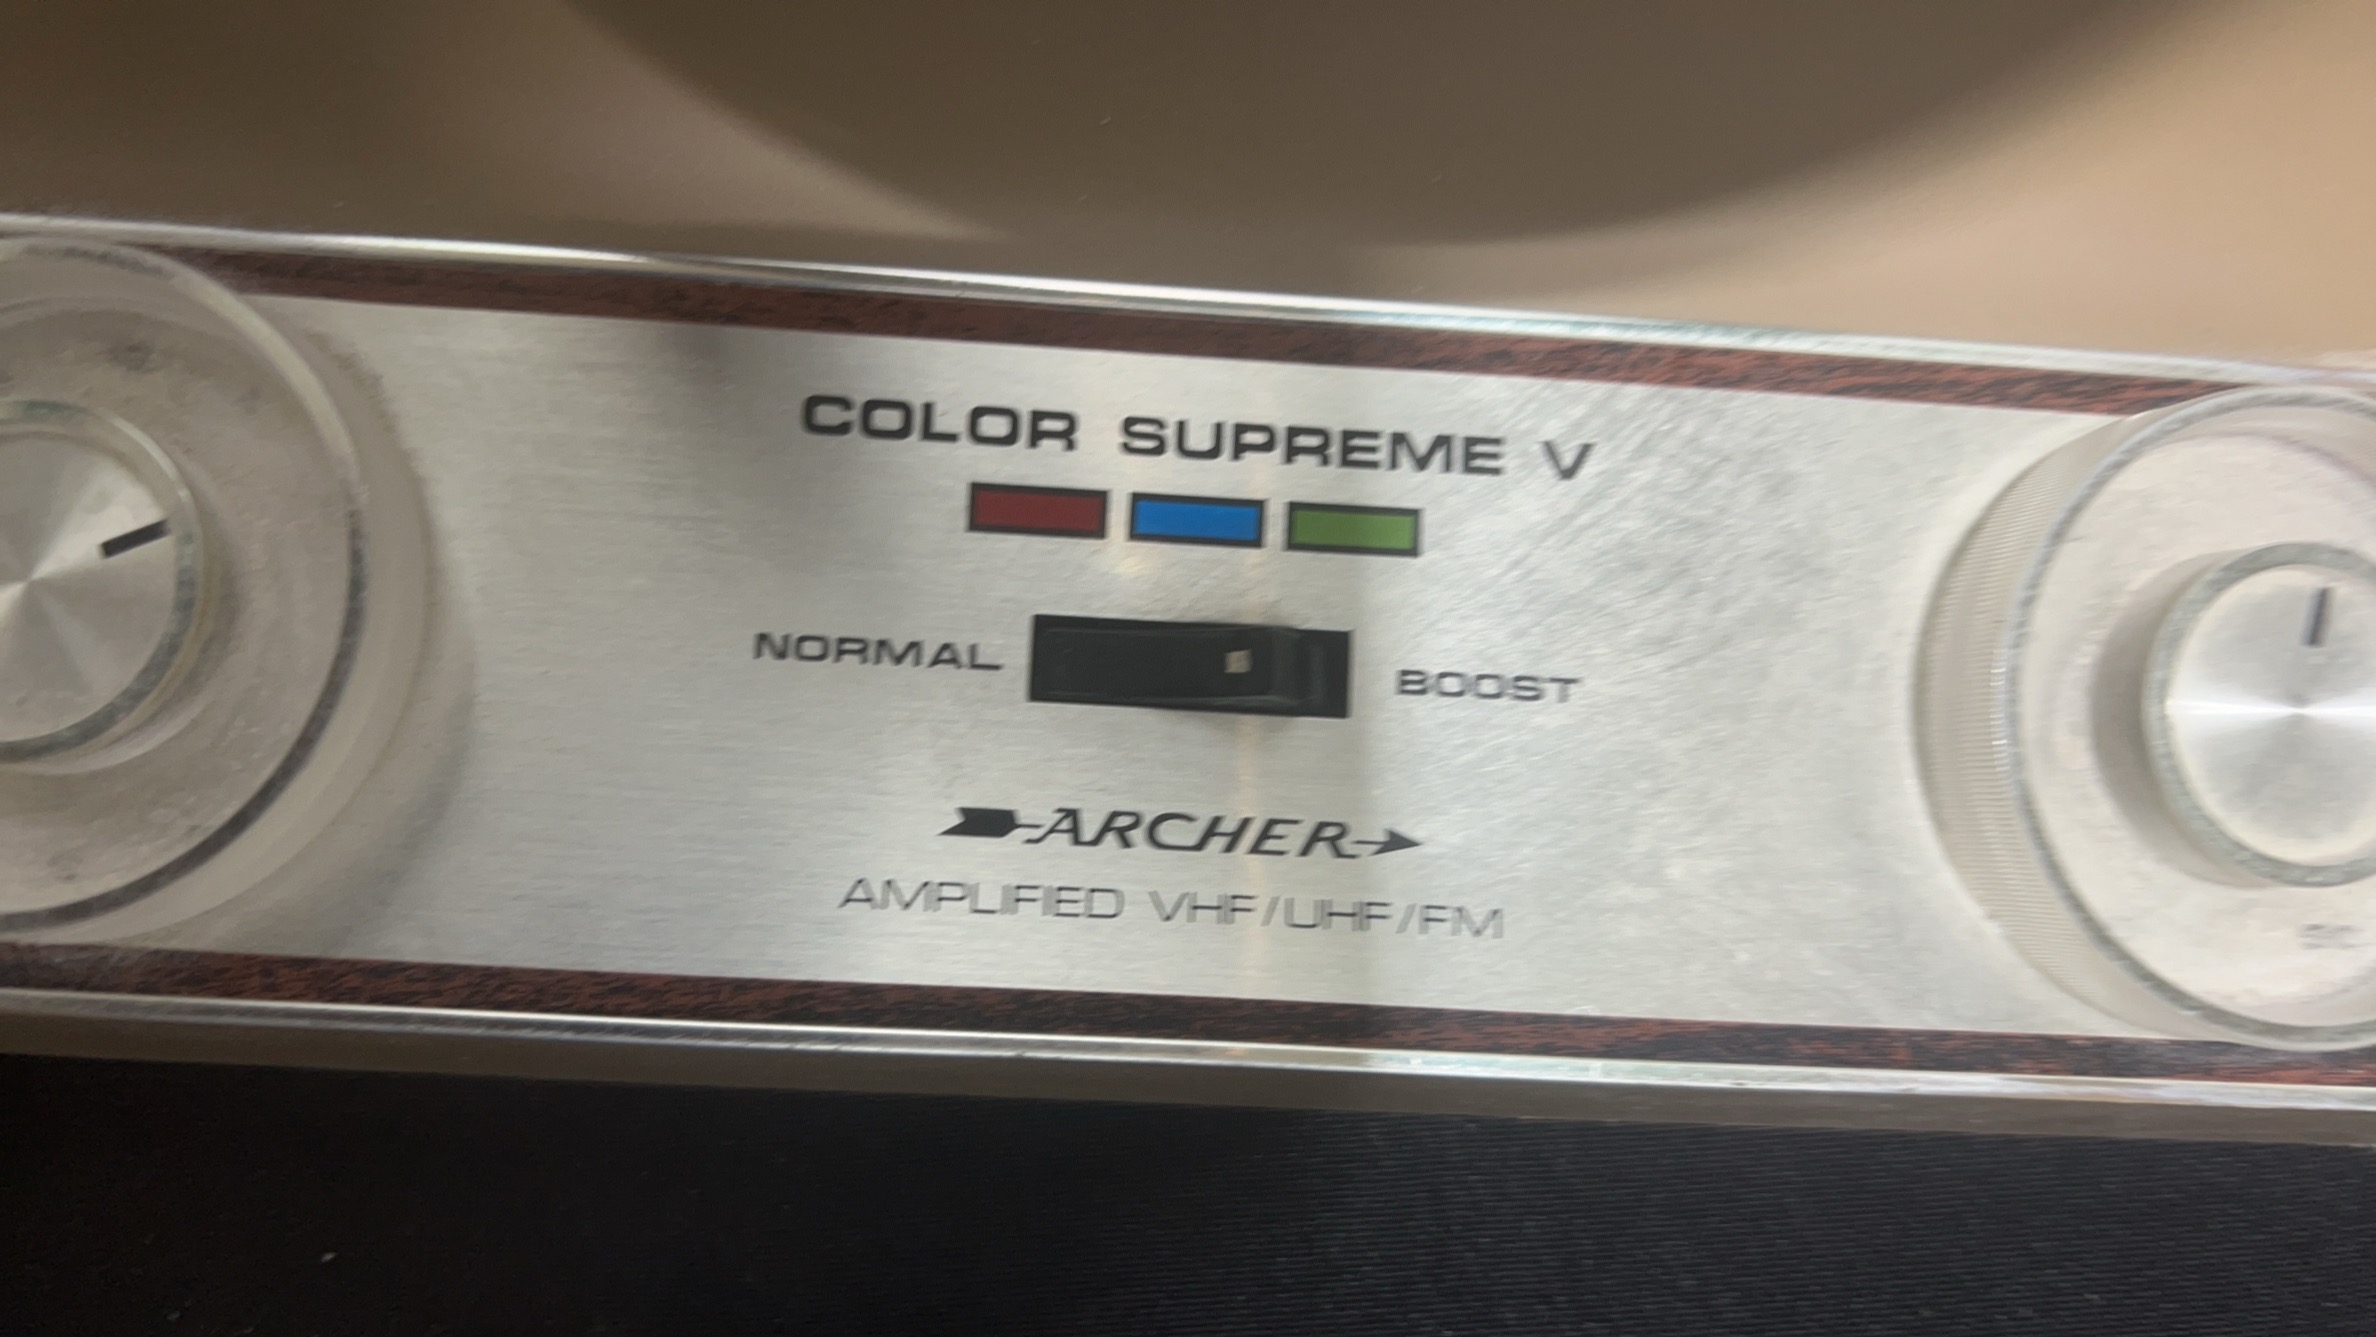 COLOR SUPREME V
NORMAL BOOST
ARCHER
AMPLIFIED VHF/UHF/FM